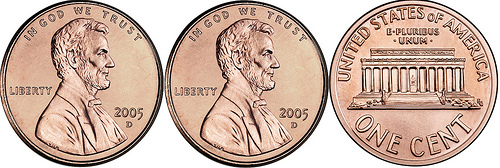 IN GOD WE TRUST
LIBERTY
2005
D
IN GOD WE TRUST
LIBERTY
2005
D
UNITED STATES OF AMERICA
E·PLURIBUS
·UNUM·
ONE CENT